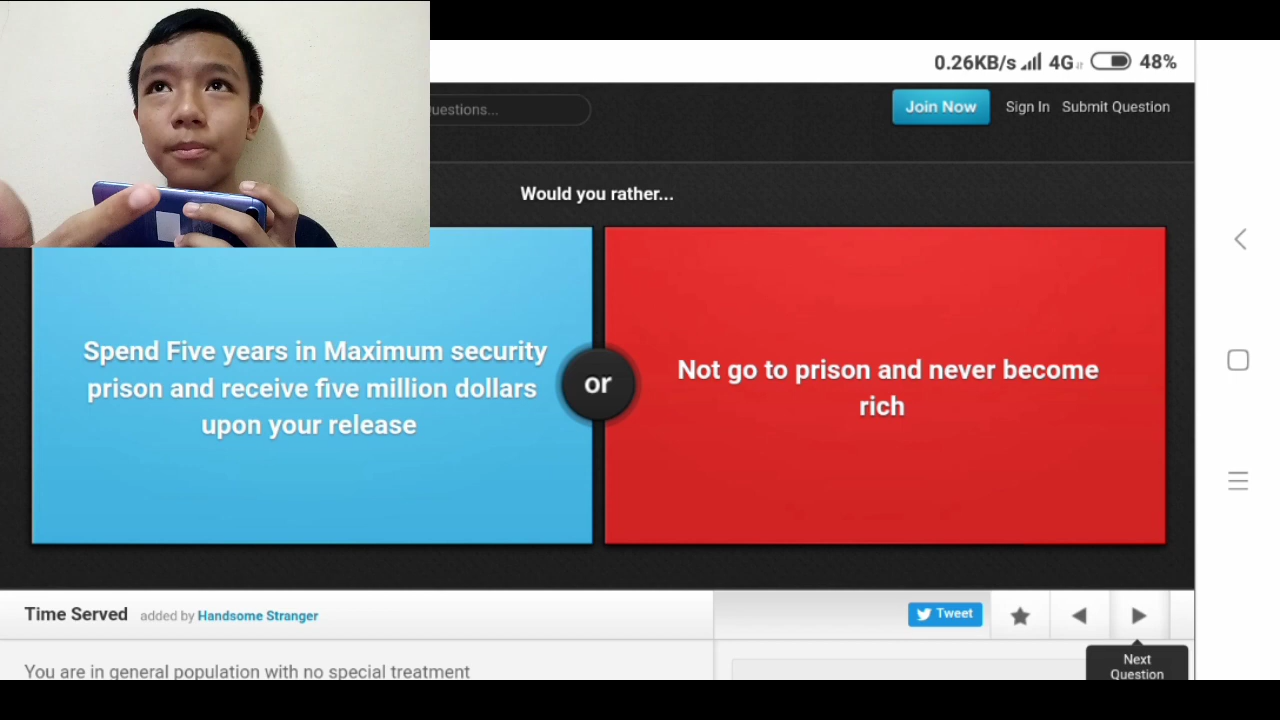 0.26KB/s 4G 48%
uestions...
Join Now Sign In Submit Question
Would you rather...
Spend Five years in Maximum security
prison and receive five million dollars
upon your release
or
Not go to prison and never become
rich
Time Served added by Handsome Stranger
Tweet
You are in general population with no special treatment
Next
Question